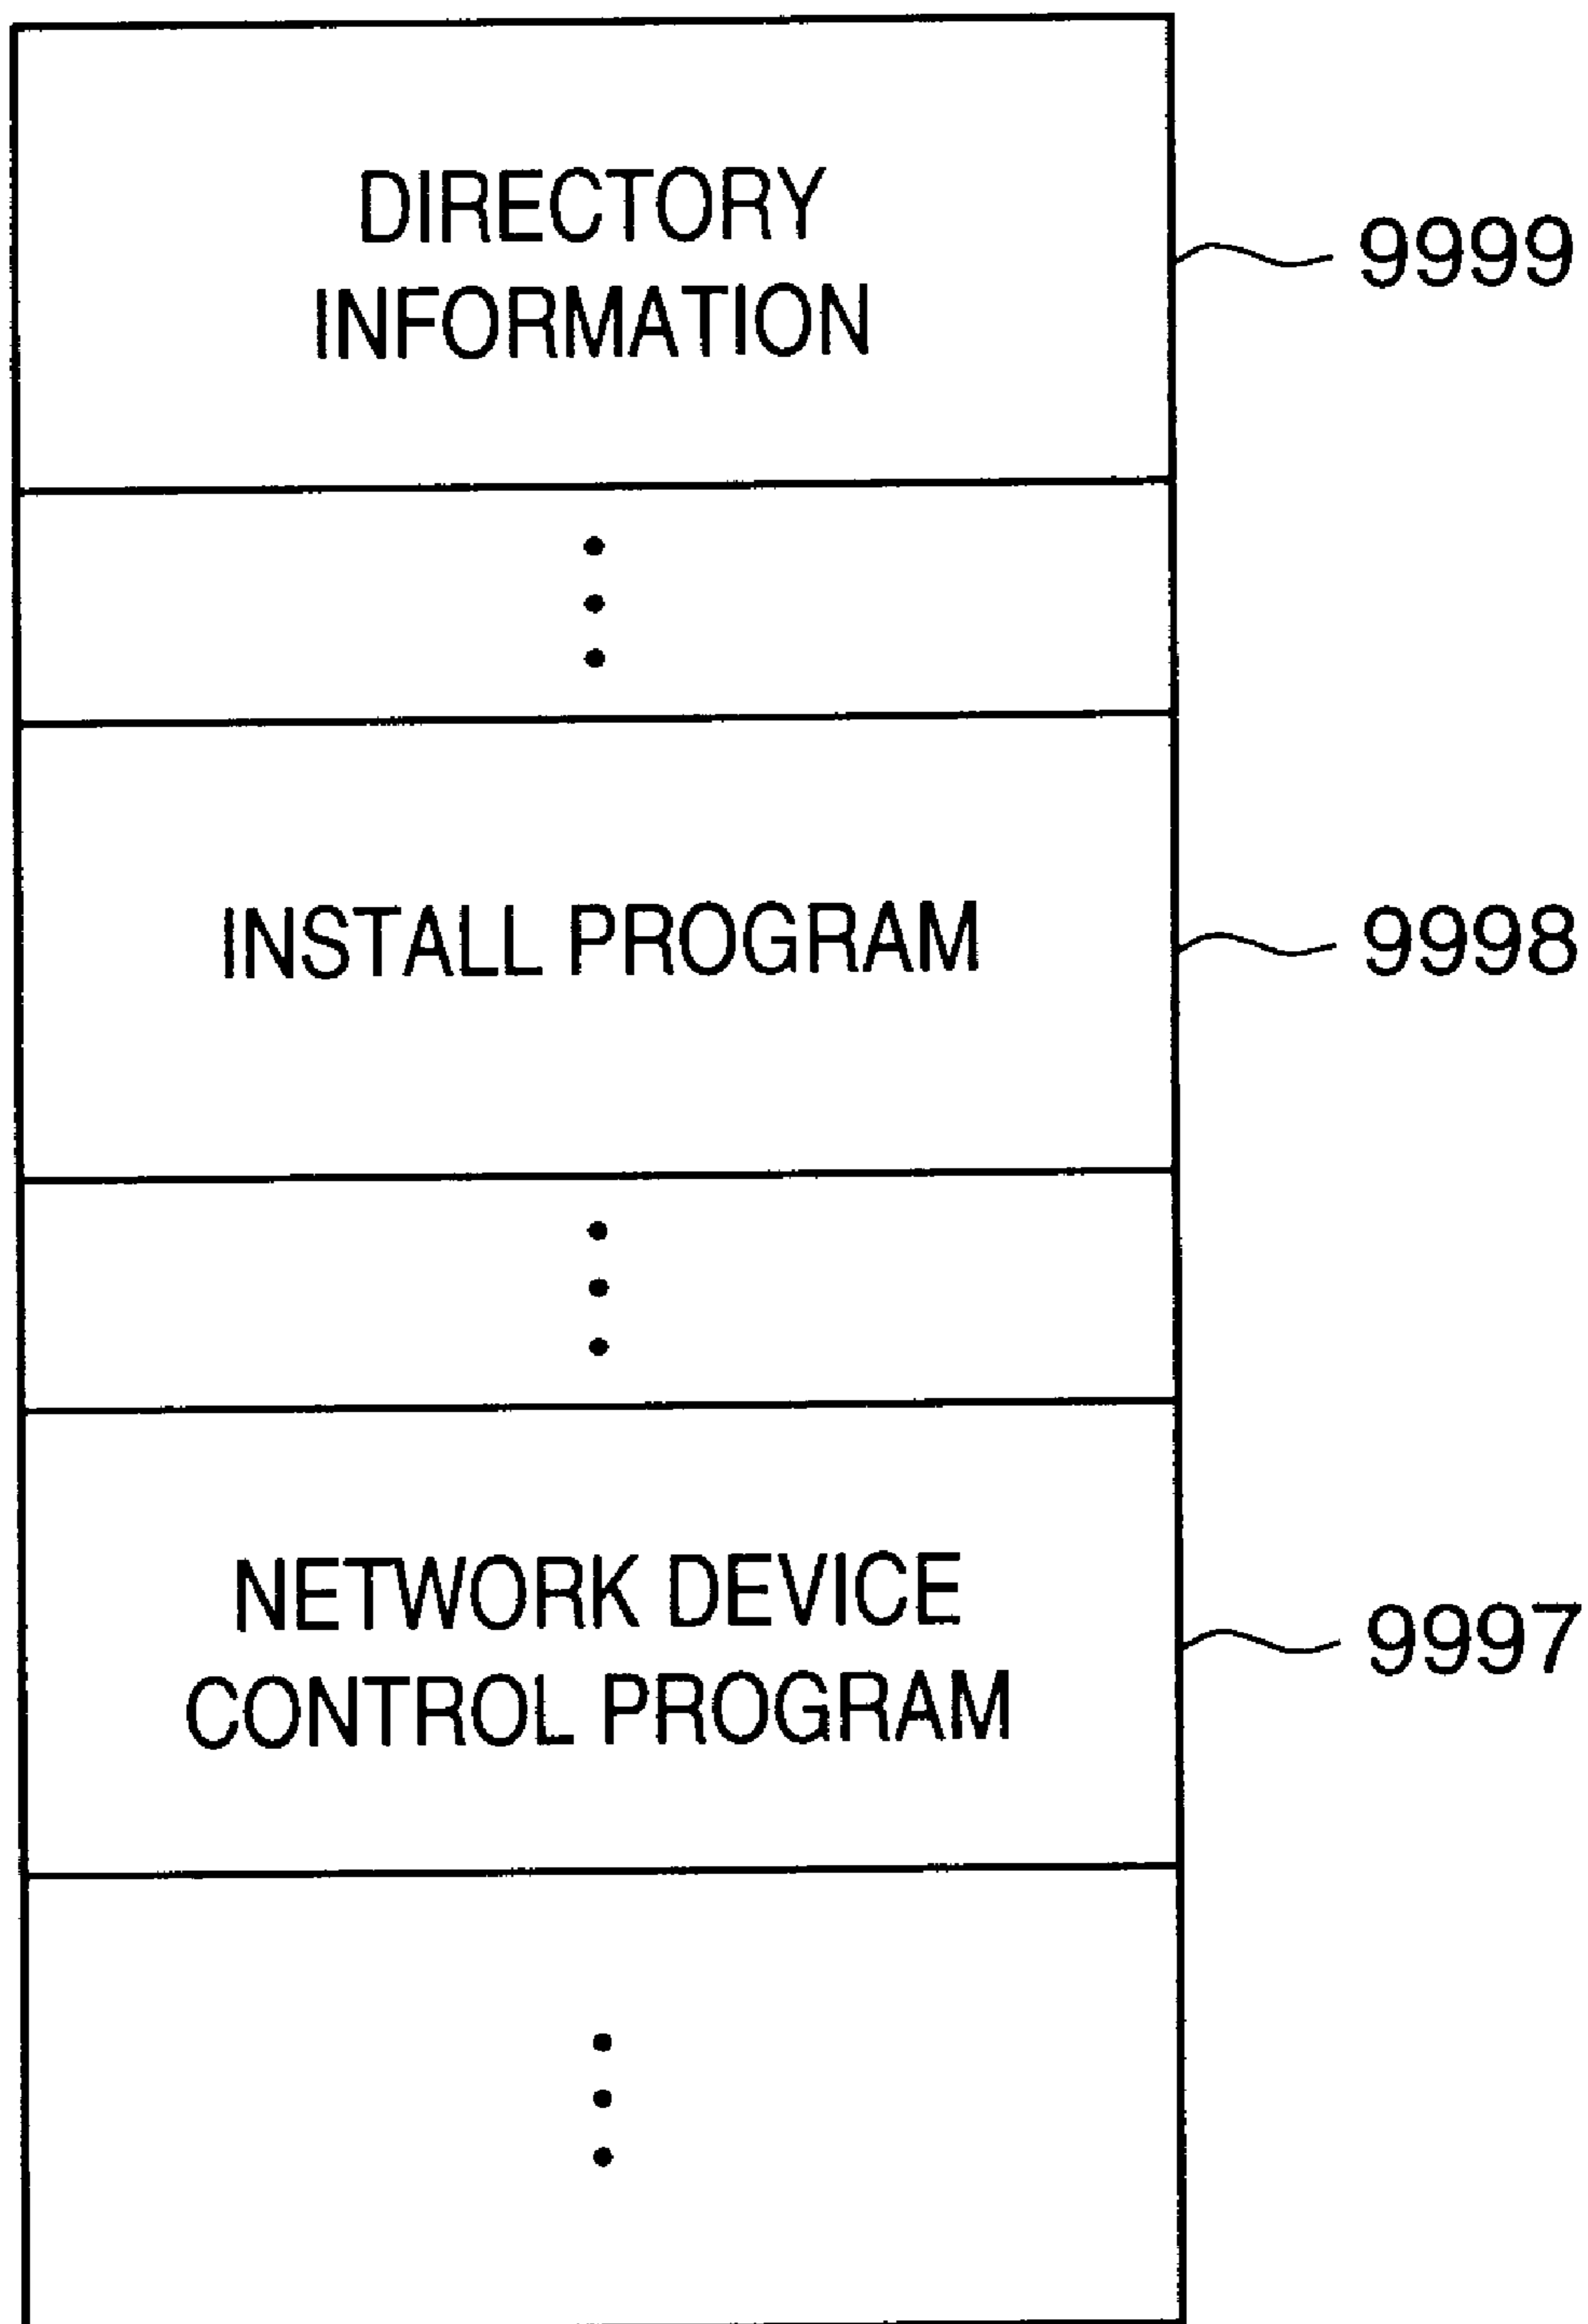 DIRECTORY
INFORMATION
9999
INSTALL PROGRAM
9998
NETWORK DEVICE
CONTROL PROGRAM
9997